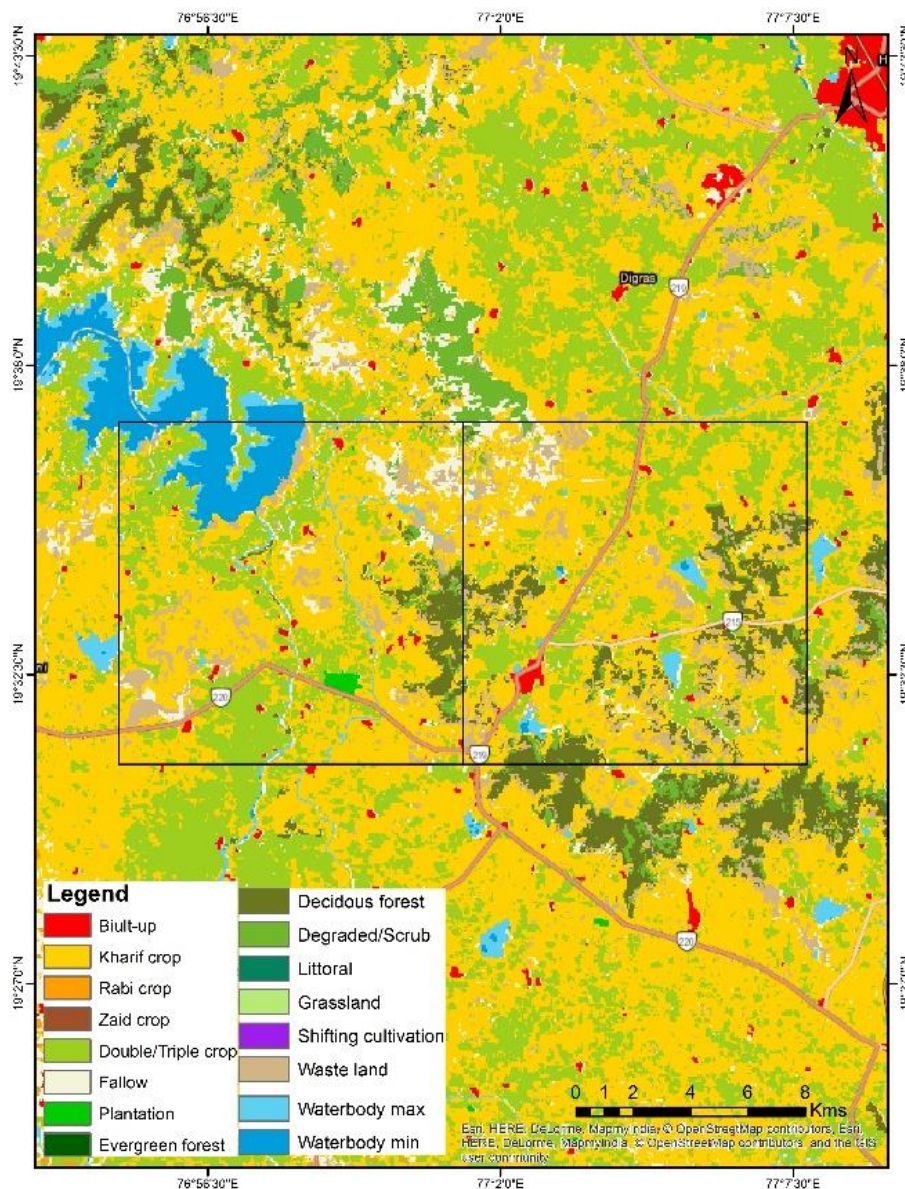 76°56'30"E
77°2'0"E
77°7'30"E
H
N
Digras
219
215
220
219
220
Legend
Biult-up
Kharif crop
Rabi crop
Zaid crop
Double/Triple crop
Fallow
Plantation
Evergreen forest
Decidous forest
Degraded/Scrub
Littoral
Grassland
Shifting cultivation
Waste land
Waterbody max
Waterbody min
0 1 2 4 6 8
Kms
Esri, HERE, DeLorme, MapmyIndia, © OpenStreetMap contributors, Esri,
HERE, DeLorme, MapmyIndia, © OpenStreetMap contributors, and the GIS
user community
76°56'30"E
77°2'0"E
77°7'30"E